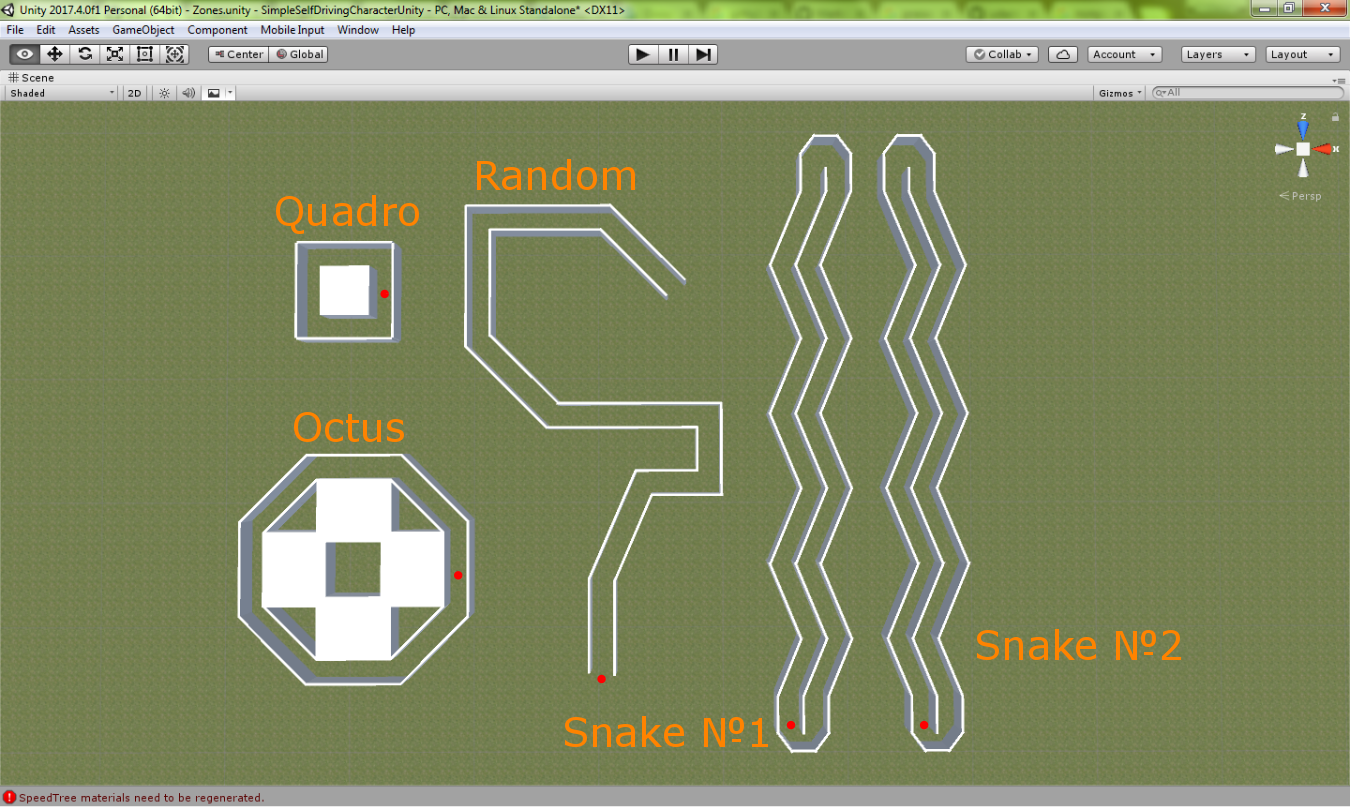 Unity 2017.4.0f1 Personal (64bit) - Zones.unity - SimpleSelfDrivingCharacterUnity - PC, Mac & Linux Standalone* <DX11>
File Edit Assets GameObject Component Mobile Input Window Help
Center Global Collab Account Layers Layout
Scene
Shaded 2D Gizmos All
z
x
Persp
Random
Quadro
Octus
Snake №2
Snake №1
SpeedTree materials need to be regenerated.